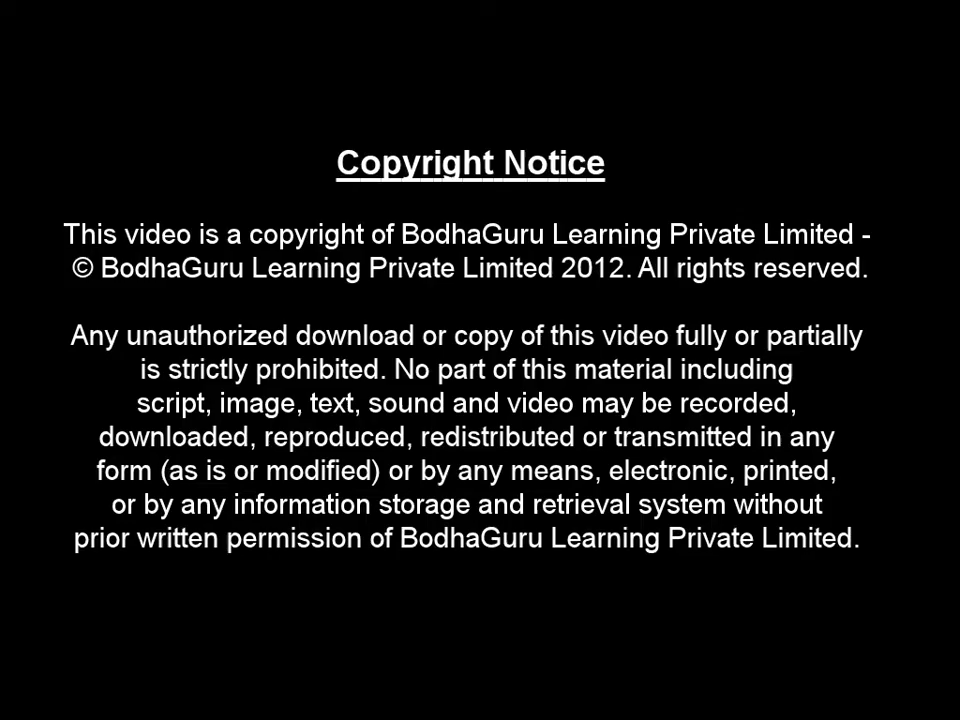 Copyright Notice
This video is a copyright of BodhaGuru Learning Private Limited -
© BodhaGuru Learning Private Limited 2012. All rights reserved.
Any unauthorized download or copy of this video fully or partially
is strictly prohibited. No part of this material including
script, image, text, sound and video may be recorded,
downloaded, reproduced, redistributed or transmitted in any
form (as is or modified) or by any means, electronic, printed,
or by any information storage and retrieval system without
prior written permission of BodhaGuru Learning Private Limited.